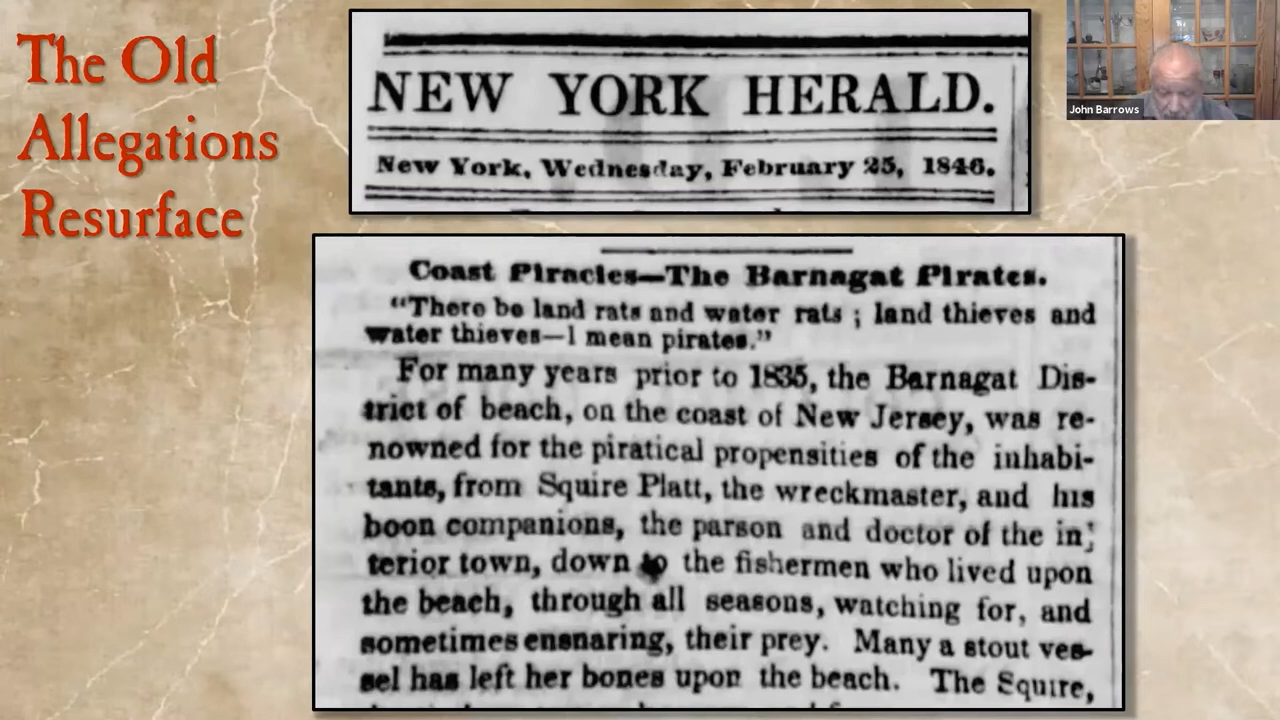 The Old
Allegations
Resurface
NEW YORK HERALD.
New York, Wednesday, February 25, 1846.
John Barrows
Coast Piracies—The Barnagat Pirates.
“There be land rats and water rats ; land thieves and
water thieves—I mean pirates.”
For many years prior to 1835, the Barnagat Dis-
trict of beach, on the coast of New Jersey, was re-
nowned for the piratical propensities of the inhabi-
tants, from Squire Platt, the wreckmaster, and his
boon companions, the parson and doctor of the in-
terior town, down to the fishermen who lived upon
the beach, through all seasons, watching for, and
sometimes ensnaring, their prey. Many a stout ves-
sel has left her bones upon the beach. The Squire,